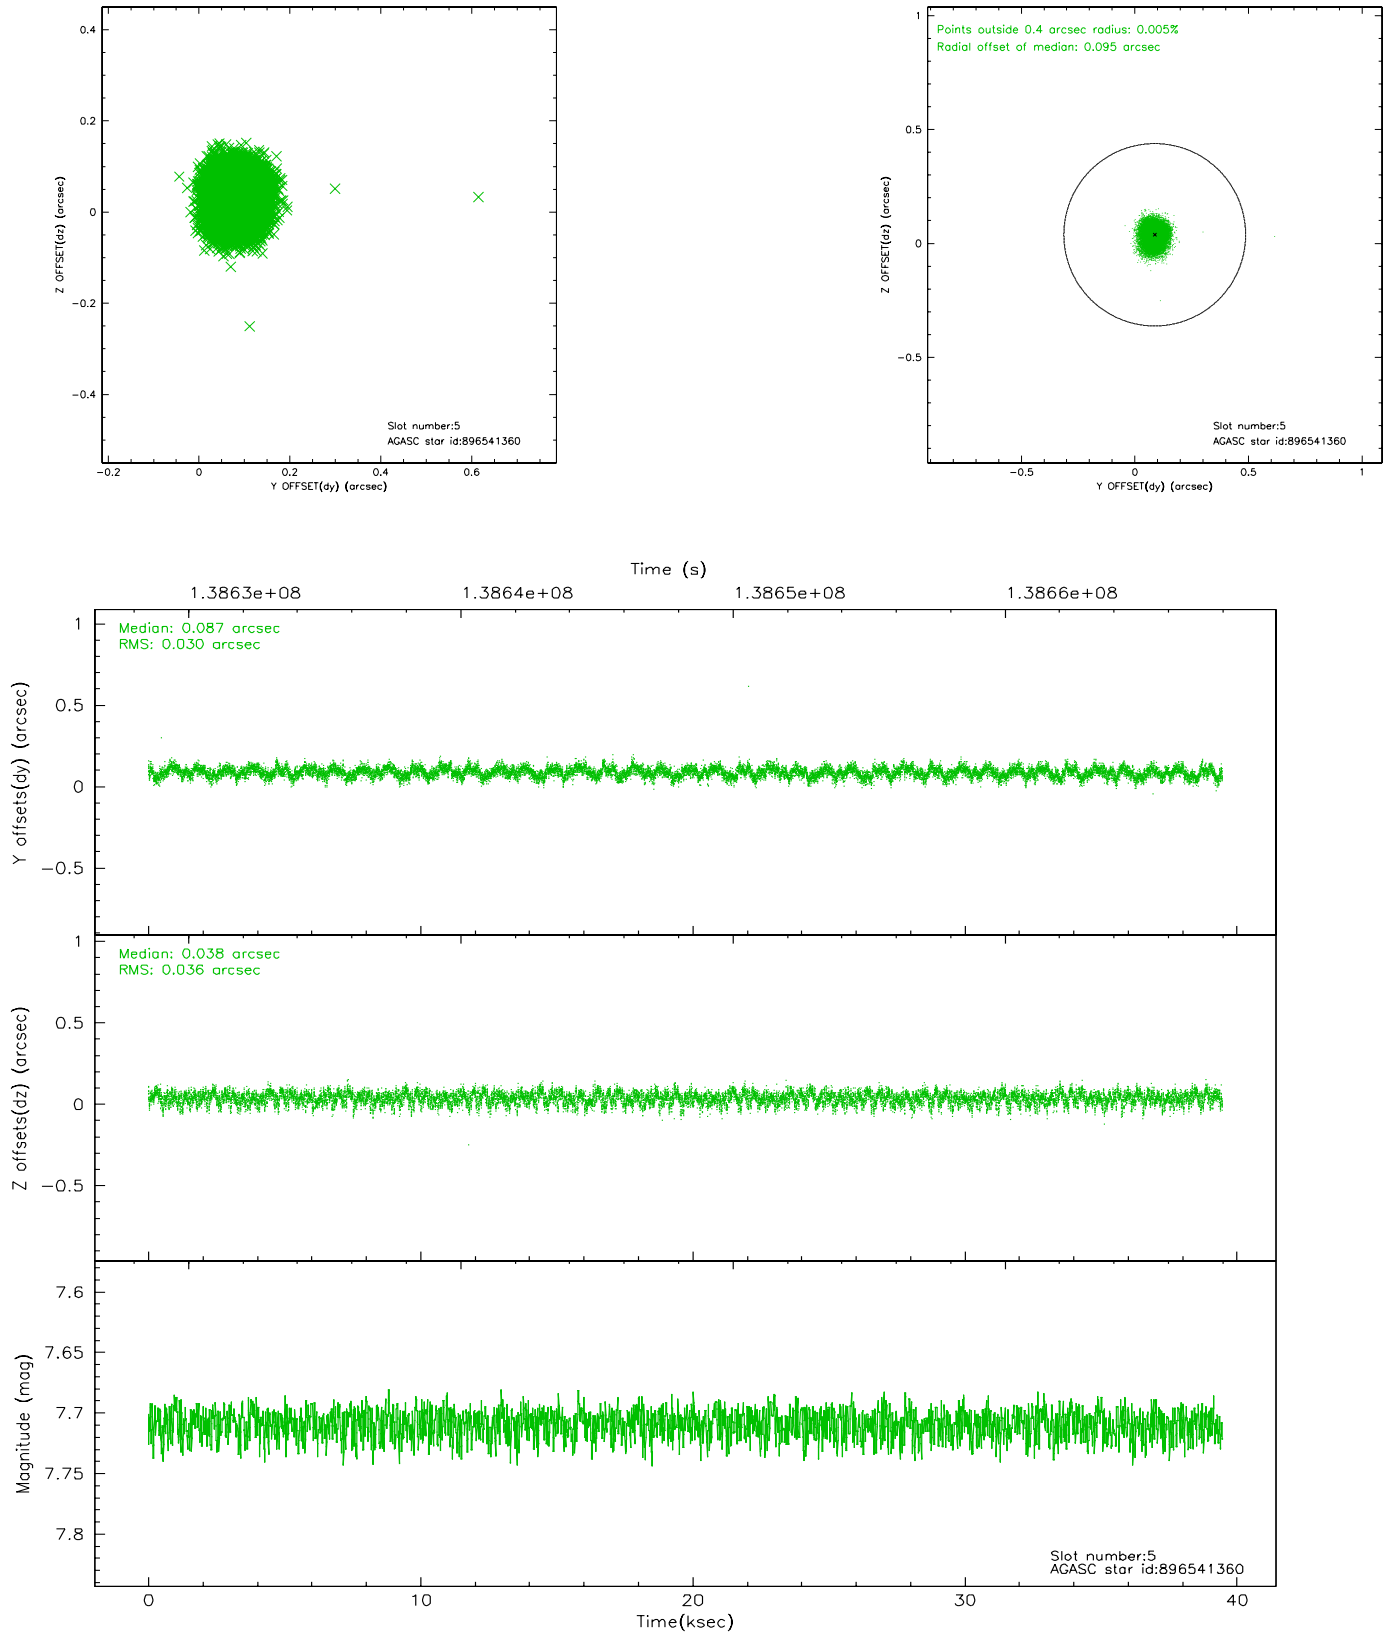 0.4
0.2
0
−0.2
−0.4
Z OFFSET(dz) (arcsec)
Slot number:5
AGASC star id:896541360
−0.2 0 0.2 0.4 0.6
Y OFFSET(dy) (arcsec)
Points outside 0.4 arcsec radius: 0.005%
Radial offset of median: 0.095 arcsec
1
0.5
0
−0.5
Z OFFSET(dz) (arcsec)
Slot number:5
AGASC star id:896541360
−0.5 0 0.5 1
Y OFFSET(dy) (arcsec)
Time (s)
1.3863e+08 1.3864e+08 1.3865e+08 1.3866e+08
Median: 0.087 arcsec
RMS: 0.030 arcsec
1
0.5
0
−0.5
Y offsets(dy) (arcsec)
Median: 0.038 arcsec
RMS: 0.036 arcsec
1
0.5
0
−0.5
Z offsets(dz) (arcsec)
7.6
7.65
7.7
7.75
7.8
Magnitude (mag)
Slot number:5
AGASC star id:896541360
0 10 20 30 40
Time(ksec)